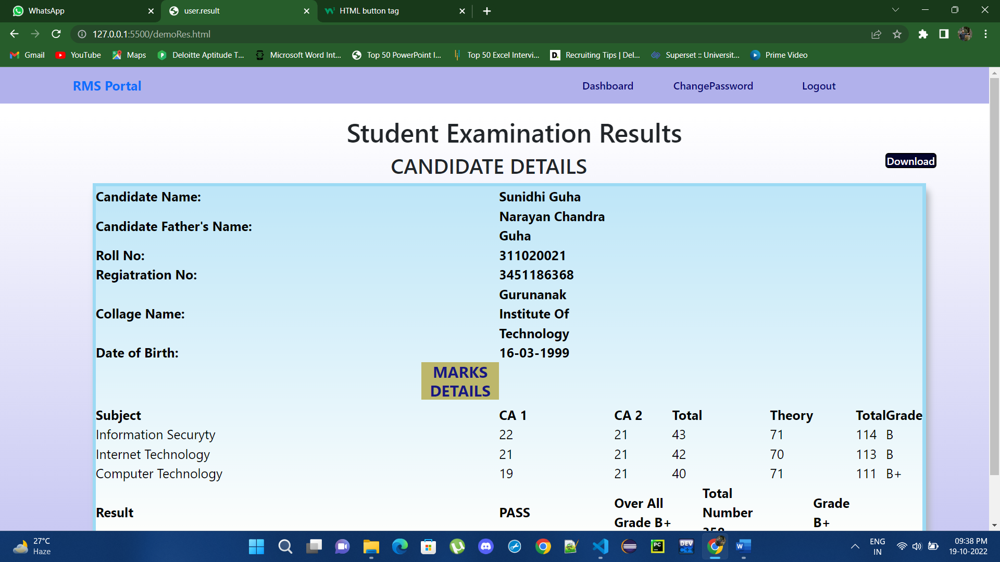 WhatsApp
user.result
HTML button tag
127.0.0.1:5500/demoRes.html
Gmail
YouTube
Maps
Deloitte Aptitude T...
Microsoft Word Int...
Top 50 PowerPoint I...
Top 50 Excel Intervi...
D.
Recruiting Tips | Del...
Superset :: Universit...
Prime Video
RMS Portal
Dashboard
ChangePassword
Logout
Student Examination Results
CANDIDATE DETAILS
Download
Candidate Name: Sunidhi Guha
Candidate Father's Name: Narayan Chandra
Guha
Roll No: 311020021
Regiatration No: 3451186368
Collage Name: Gurunanak
Institute Of
Technology
Date of Birth: 16-03-1999
MARKS
DETAILS
Subject CA 1 CA 2 Total Theory TotalGrade
Information Securyty 22 21 43 71 114 B
Internet Technology 21 21 42 70 113 B
Computer Technology 19 21 40 71 111 B+
Result PASS
Over All
Grade B+
Total
Number
Grade
B+
27°C
Haze
PC
DEV
C++
W
ENG
IN
09:38 PM
19-10-2022